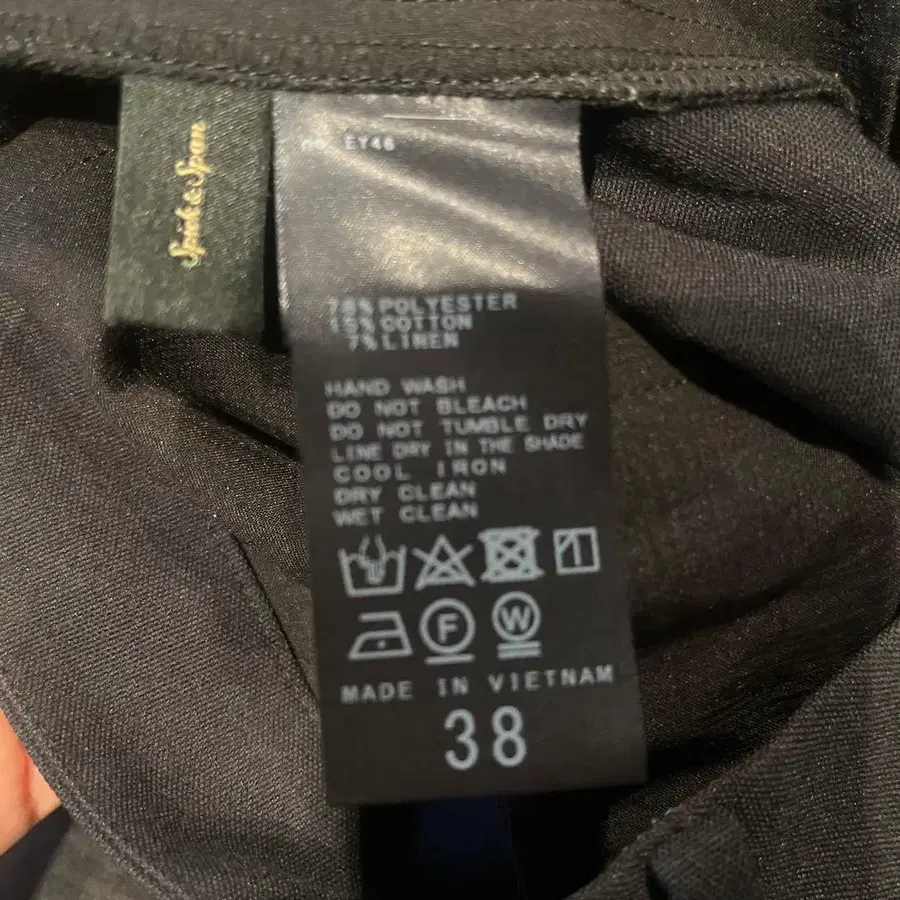 Spick & Span
EY46
78% POLYESTER
15% COTTON
7% LINEN
HAND WASH
DO NOT BLEACH
DO NOT TUMBLE DRY
LINE DRY IN THE SHADE
COOL IRON
DRY CLEAN
WET CLEAN
F W
MADE IN VIETNAM
38